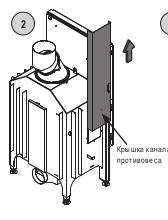 2
Крышка канала
противовеса